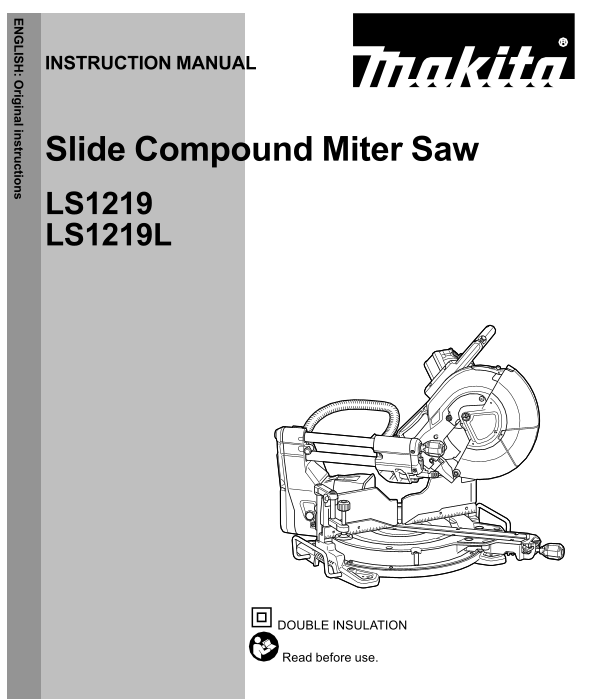 ENGLISH: Original instructions
INSTRUCTION MANUAL
Makita®
Slide Compound Miter Saw
LS1219
LS1219L
DOUBLE INSULATION
Read before use.